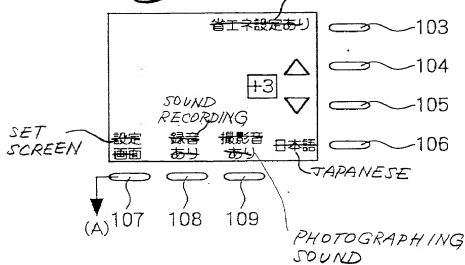 省エネ設定あり
103
104
+3
105
SOUND
RECORDING
SET
SCREEN
設定
画面
録音
あり
撮影音
あり
日本語
106
JAPANESE
(A)
107
108
109
PHOTOGRAPHING
SOUND